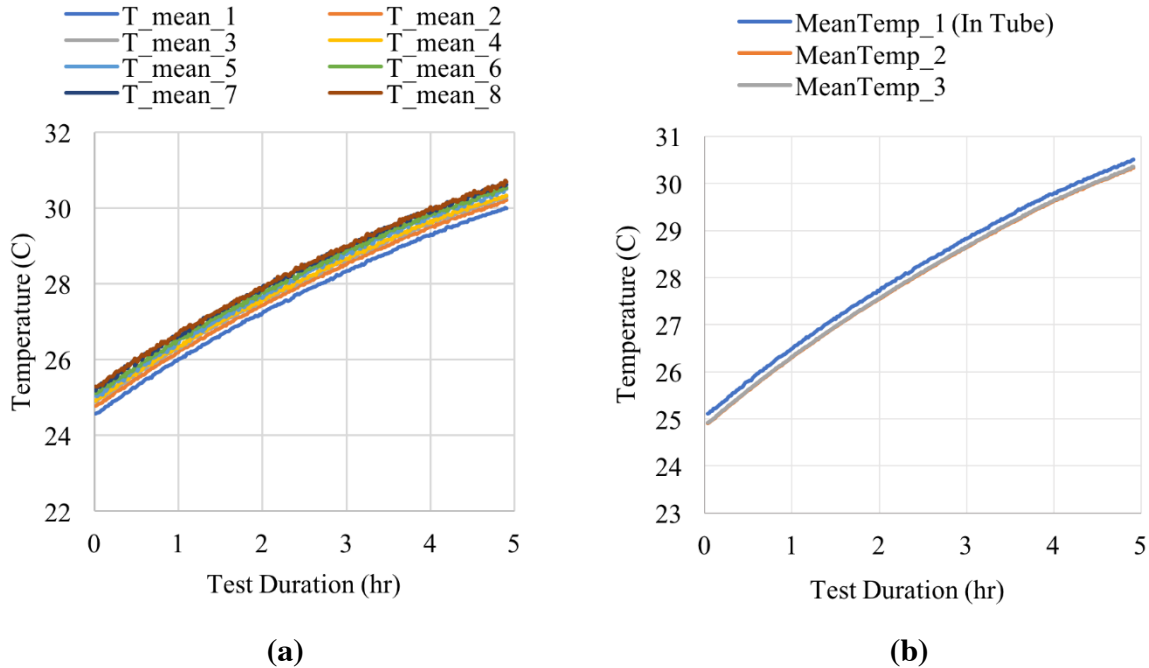 T_mean_1 T_mean_2
T_mean_3 T_mean_4
T_mean_5 T_mean_6
T_mean_7 T_mean_8
32
30
28
26
24
22
Temperature (C)
0 1 2 3 4 5
Test Duration (hr)
(a)
MeanTemp_1 (In Tube)
MeanTemp_2
MeanTemp_3
31
30
29
28
27
26
25
24
23
Temperature (C)
0 1 2 3 4 5
Test Duration (hr)
(b)